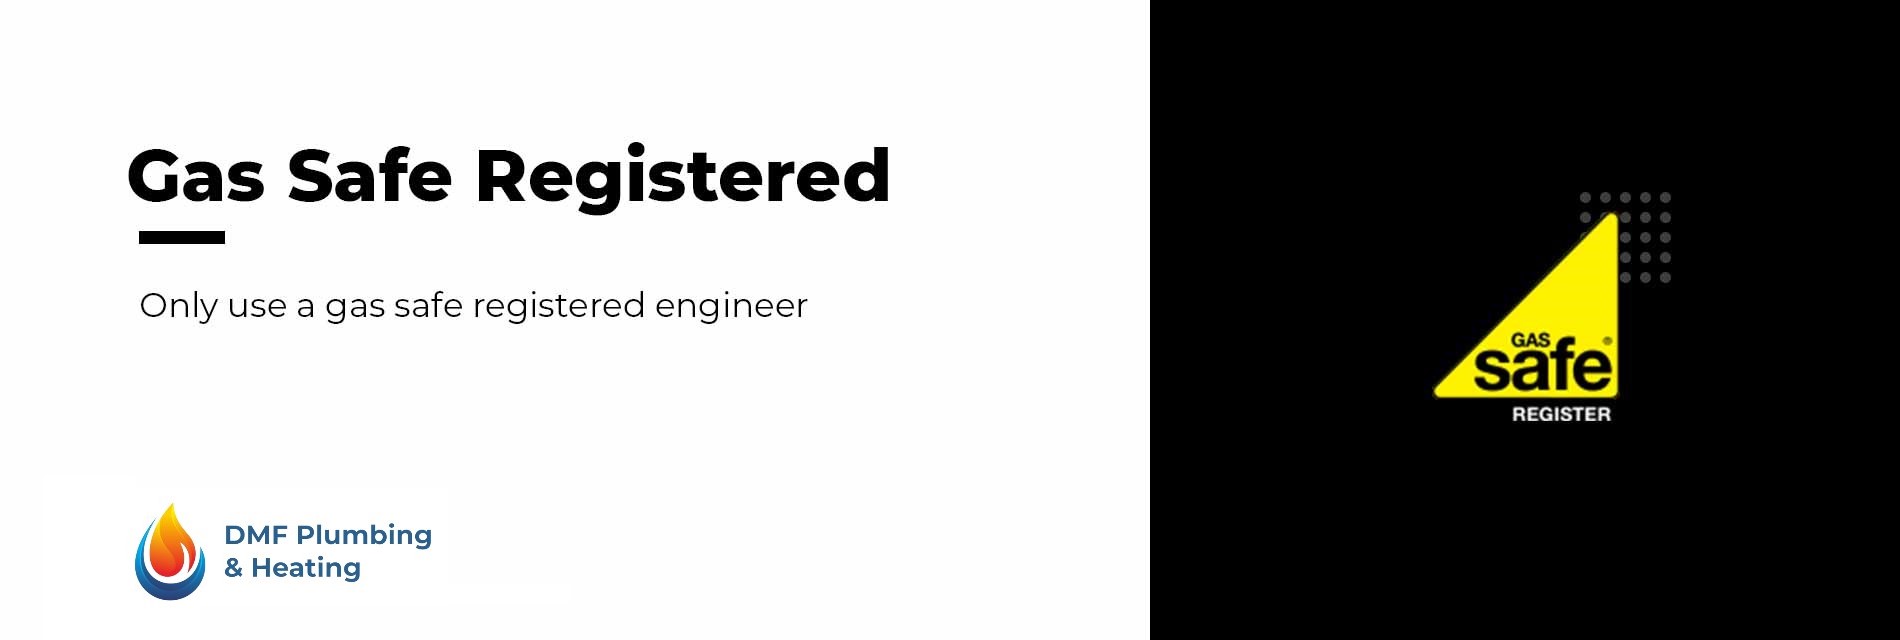 Gas Safe Registered
Only use a gas safe registered engineer
DMF Plumbing
& Heating
GAS
safe®
REGISTER